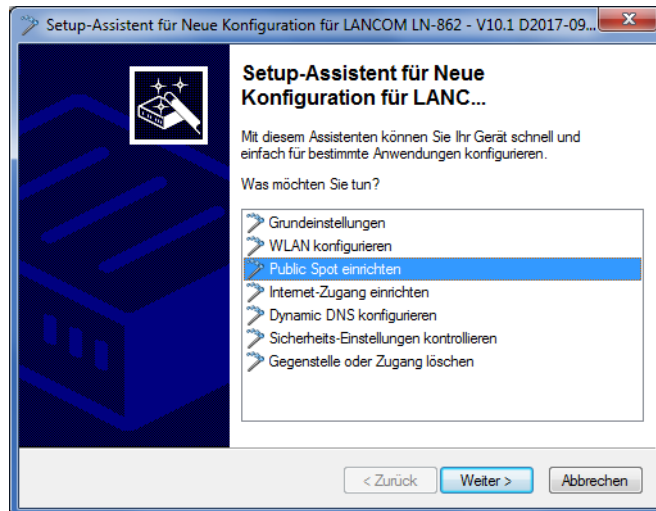 Setup-Assistent für Neue Konfiguration für LANCOM LN-862 - V10.1 D2017-09...
Setup-Assistent für Neue
Konfiguration für LANC...
Mit diesem Assistenten können Sie Ihr Gerät schnell und
einfach für bestimmte Anwendungen konfigurieren.
Was möchten Sie tun?
Grundeinstellungen
WLAN konfigurieren
Public Spot einrichten
Internet-Zugang einrichten
Dynamic DNS konfigurieren
Sicherheits-Einstellungen kontrollieren
Gegenstelle oder Zugang löschen
< Zurück Weiter > Abbrechen